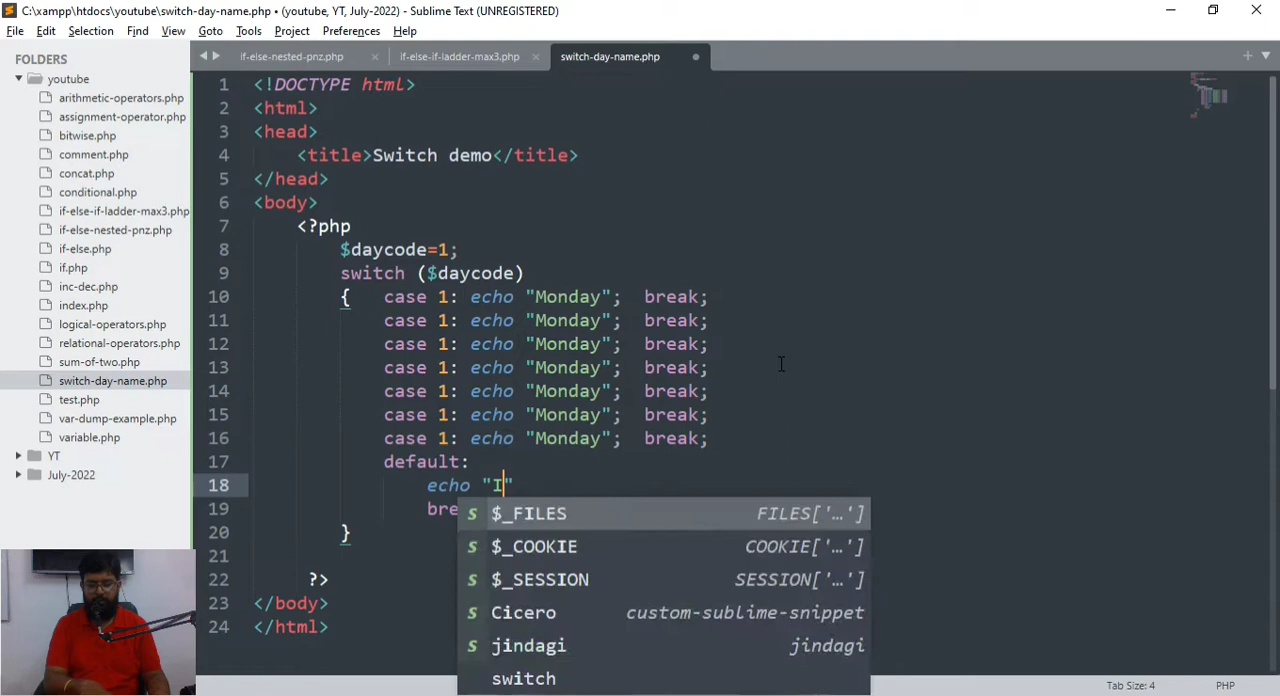 C:\xampp\htdocs\youtube\switch-day-name.php • (youtube, YT, July-2022) - Sublime Text (UNREGISTERED)
File Edit Selection Find View Goto Tools Project Preferences Help
FOLDERS
youtube
arithmetic-operators.php
assignment-operator.php
bitwise.php
comment.php
concat.php
conditional.php
if-else-if-ladder-max3.php
if-else-nested-pnz.php
if-else.php
if.php
inc-dec.php
index.php
logical-operators.php
relational-operators.php
sum-of-two.php
switch-day-name.php
test.php
var-dump-example.php
variable.php
YT
July-2022
if-else-nested-pnz.php × if-else-if-ladder-max3.php × switch-day-name.php
1 <!DOCTYPE html>
2 <html>
3 <head>
4 <title>Switch demo</title>
5 </head>
6 <body>
7 <?php
8 $daycode=1;
9 switch ($daycode)
10 { case 1: echo "Monday"; break;
11 case 1: echo "Monday"; break;
12 case 1: echo "Monday"; break;
13 case 1: echo "Monday"; break;
14 case 1: echo "Monday"; break;
15 case 1: echo "Monday"; break;
16 case 1: echo "Monday"; break;
17 default:
18 echo "I"
19 bre
20 }
21
22 ?>
23 </body>
24 </html>
s $_FILES FILES['…']
s $_COOKIE COOKIE['…']
s $_SESSION SESSION['…']
s Cicero custom-sublime-snippet
s jindagi jindagi
switch
Tab Size: 4 PHP